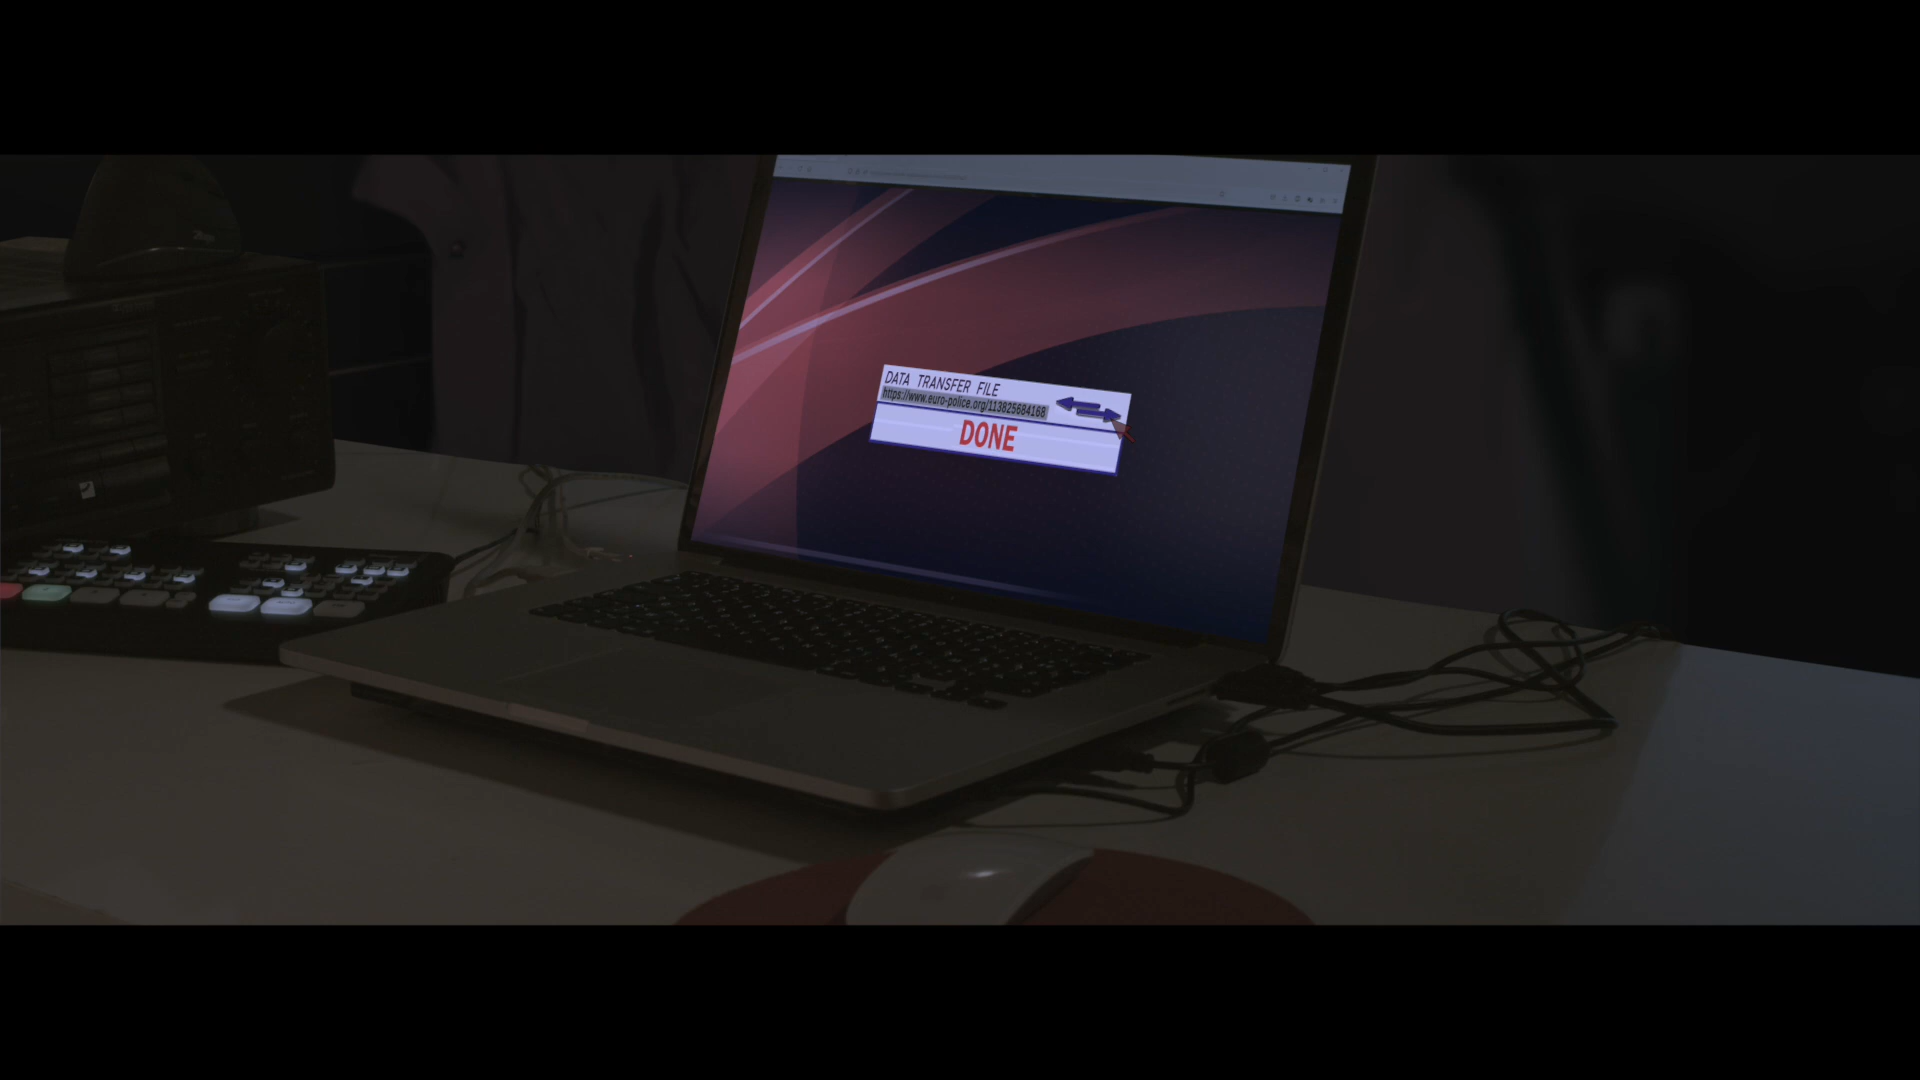 DATA TRANSFER FILE
https://www.euro-police.org/113825684168
DONE